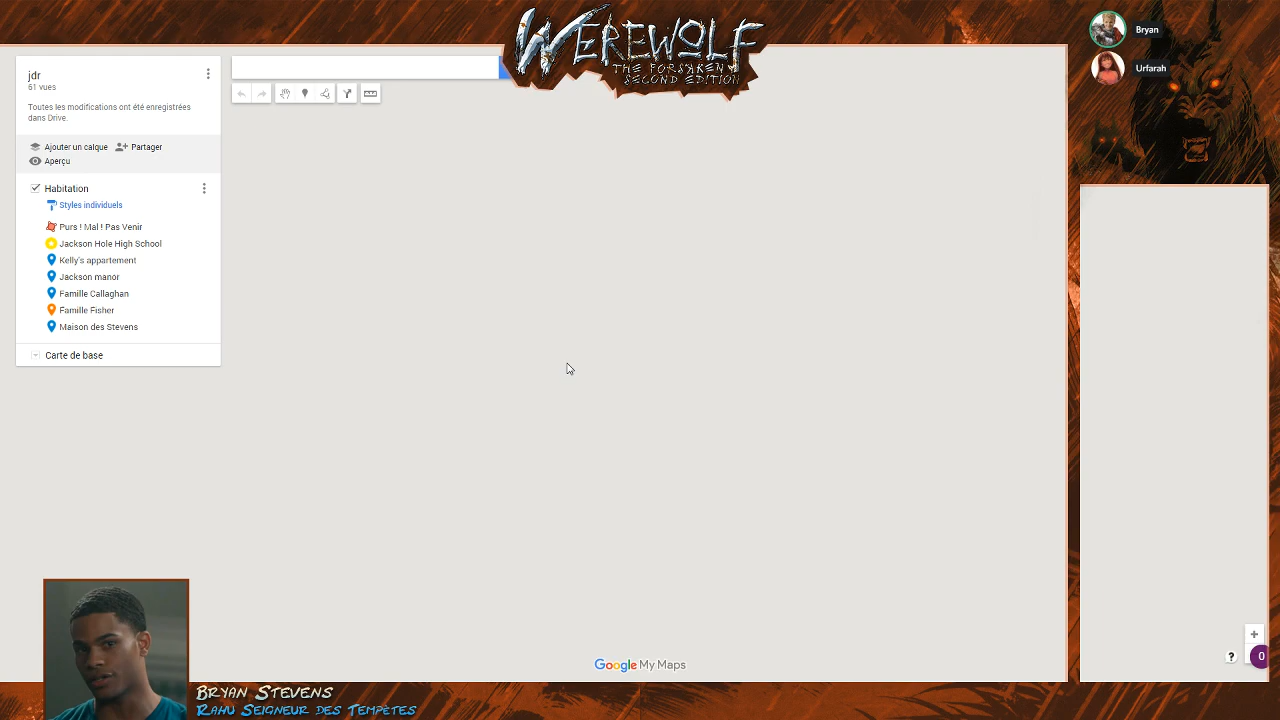 WEREWOLF
THE FORSAKEN
SECOND EDITION
Bryan
Urfarah
jdr
61 vues
Toutes les modifications ont été enregistrées
dans Drive.
Ajouter un calque
Partager
Aperçu
Habitation
Styles individuels
Purs ! Mal ! Pas Venir
Jackson Hole High School
Kelly's appartement
Jackson manor
Famille Callaghan
Famille Fisher
Maison des Stevens
Carte de base
Google My Maps
+
?
0
BRYAN STEVENS
RAHU SEIGNEUR DES TEMPÊTES